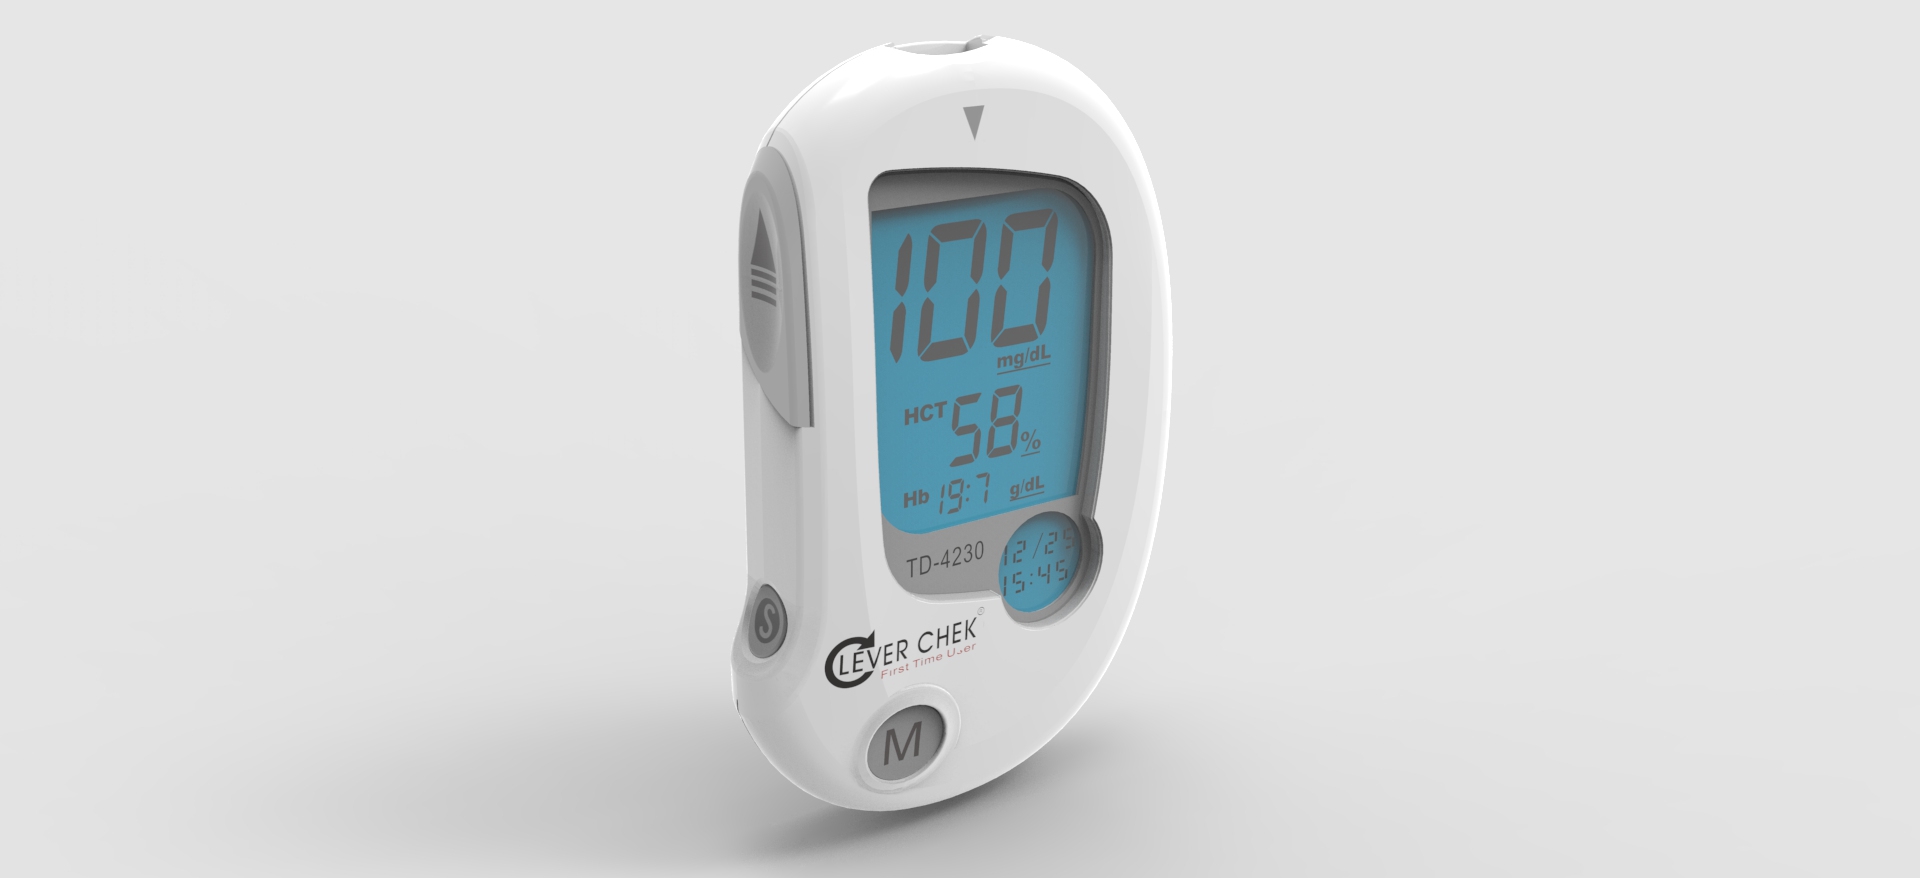 100
mg/dL
HCT 58 %
Hb 19:7 g/dL
TD-4230
12/25
15:45
CLEVER CHEK®
First Time User
S
M